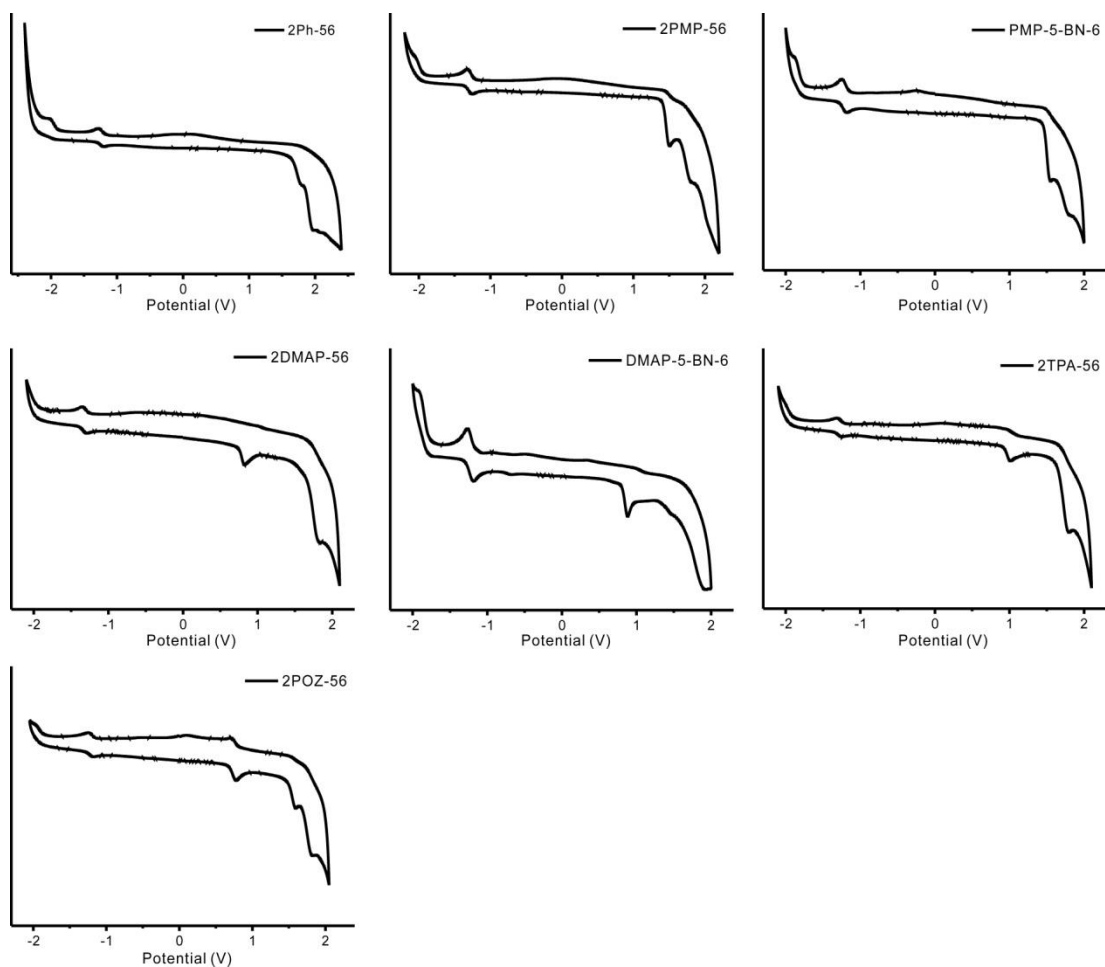 2Ph-56
-2 -1 0 1 2
Potential (V)
2PMP-56
-2 -1 0 1 2
Potential (V)
PMP-5-BN-6
-2 -1 0 1 2
Potential (V)
2DMAP-56
-2 -1 0 1 2
Potential (V)
DMAP-5-BN-6
-2 -1 0 1 2
Potential (V)
2TPA-56
-2 -1 0 1 2
Potential (V)
2POZ-56
-2 -1 0 1 2
Potential (V)